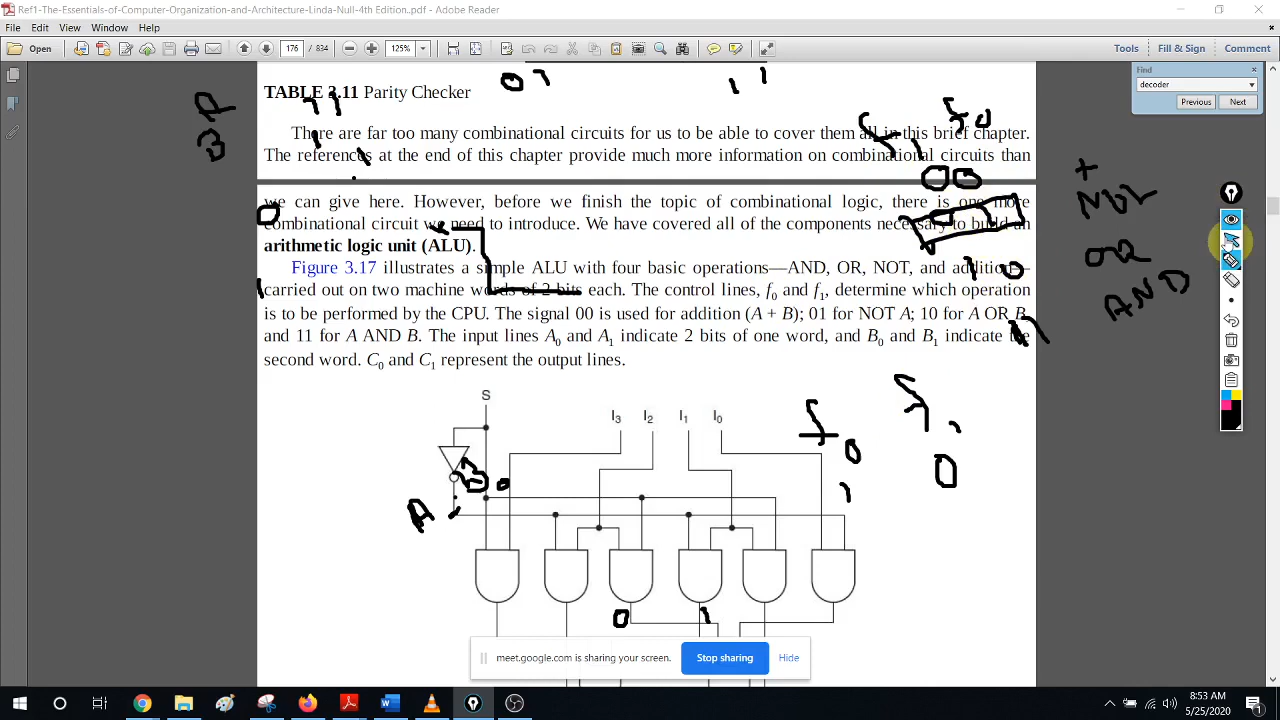 Ref1-The-Essentials-of-Computer-Organization-and-Architecture-Linda-Null-4th Edition..pdf - Adobe Reader
File Edit View Window Help
Open 176 / 834 125% Tools Fill & Sign Comment
Find
decoder
Previous Next
TABLE 3.11 Parity Checker
There are far too many combinational circuits for us to be able to cover them all in this brief chapter.
The references at the end of this chapter provide much more information on combinational circuits than
we can give here. However, before we finish the topic of combinational logic, there is one more
combinational circuit we need to introduce. We have covered all of the components necessary to build an
arithmetic logic unit (ALU).
Figure 3.17 illustrates a simple ALU with four basic operations—AND, OR, NOT, and addition—
carried out on two machine words of 2 bits each. The control lines, f0 and f1, determine which operation
is to be performed by the CPU. The signal 00 is used for addition (A + B); 01 for NOT A; 10 for A OR B,
and 11 for A AND B. The input lines A0 and A1 indicate 2 bits of one word, and B0 and B1 indicate the
second word. C0 and C1 represent the output lines.
+
NOT
OR
AND
S
I3 I2 I1 I0
f0 f1
1 0
A
0 1
meet.google.com is sharing your screen. Stop sharing Hide
8:53 AM
5/25/2020